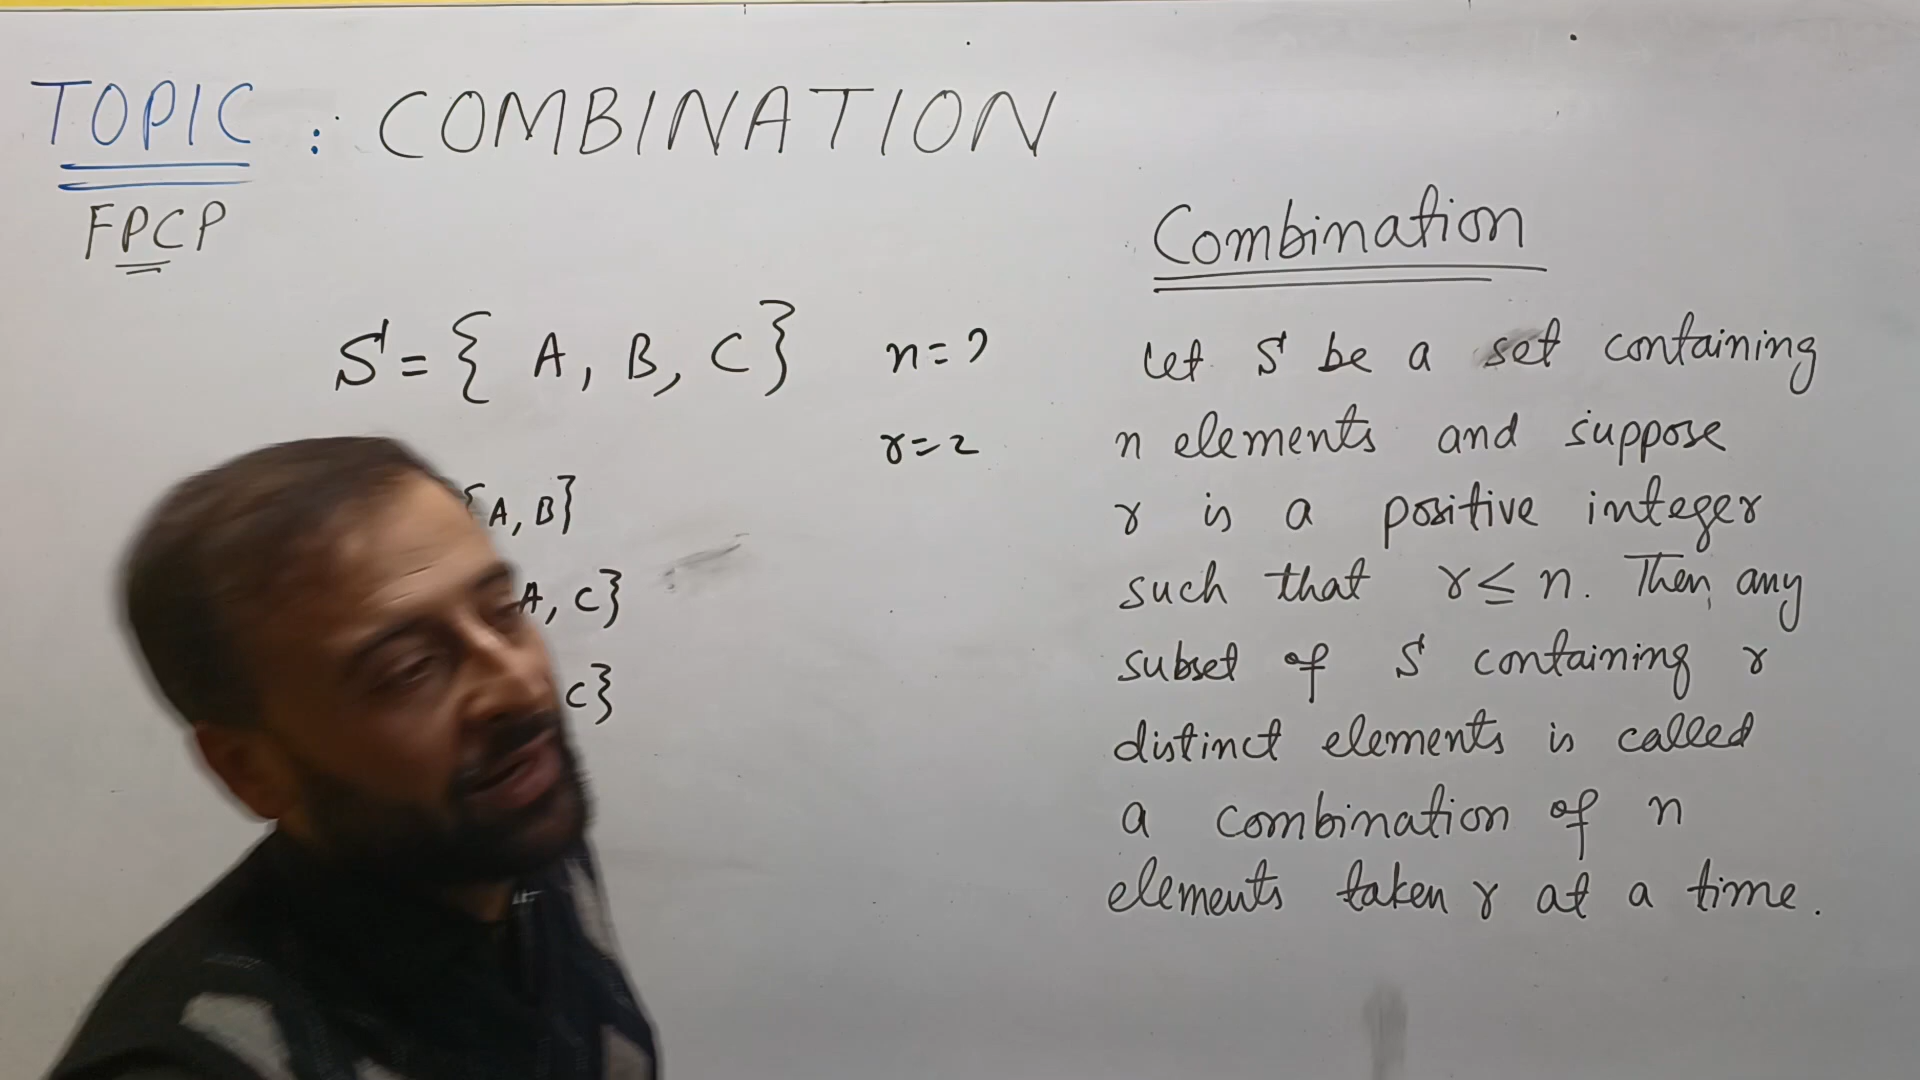 TOPIC : COMBINATION
FPCP
S = { A, B, C}
n = 3
r = 2
{A, B}
A, C}
C}
Combination
Let S be a set containing
n elements and suppose
r is a positive integer
such that r ≤ n. Then, any
subset of S containing r
distinct elements is called
a combination of n
elements taken r at a time.